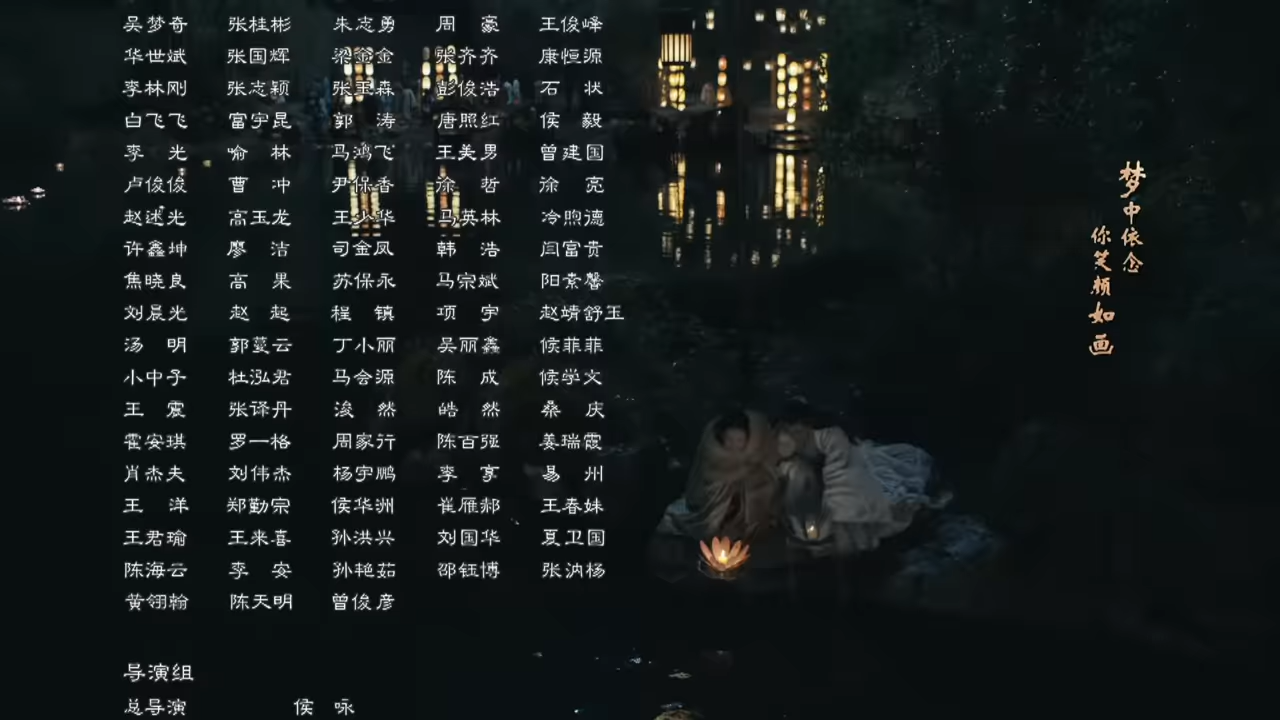 吴梦奇 张桂彬 朱志勇 周豪 王俊峰
华世斌 张国辉 梁金金 张齐齐 康恒源
李林刚 张志颖 张玉森 彭俊浩 石状
白飞飞 富宇昆 郭涛 唐照红 侯毅
李光 喻林 马鸿飞 王美男 曾建国
卢俊俊 曹冲 尹保香 涂哲 涂亮
赵述光 高玉龙 王少华 马英林 冷煦德
许鑫坤 廖洁 司金凤 韩浩 闫富贵
焦晓良 高果 苏保永 马宗斌 阳素馨
刘晨光 赵起 程镇 项宇 赵婧舒玉
汤明 郭蔓云 丁小丽 吴丽鑫 候菲菲
小中子 杜泓君 马会源 陈成 候学文
王震 张译丹 浚然 皓然 桑庆
霍安琪 罗一格 周家行 陈百强 姜瑞霞
肖杰夫 刘伟杰 杨宇鹏 李享 易州
王洋 郑勤宗 侯华洲 崔雁郝 王春妹
王君瑜 王来喜 孙洪兴 刘国华 夏卫国
陈海云 李安 孙艳茹 邵钰博 张汭杨
黄翎翰 陈天明 曾俊彦
导演组
总导演 侯咏
梦中依念
你笑颜如画